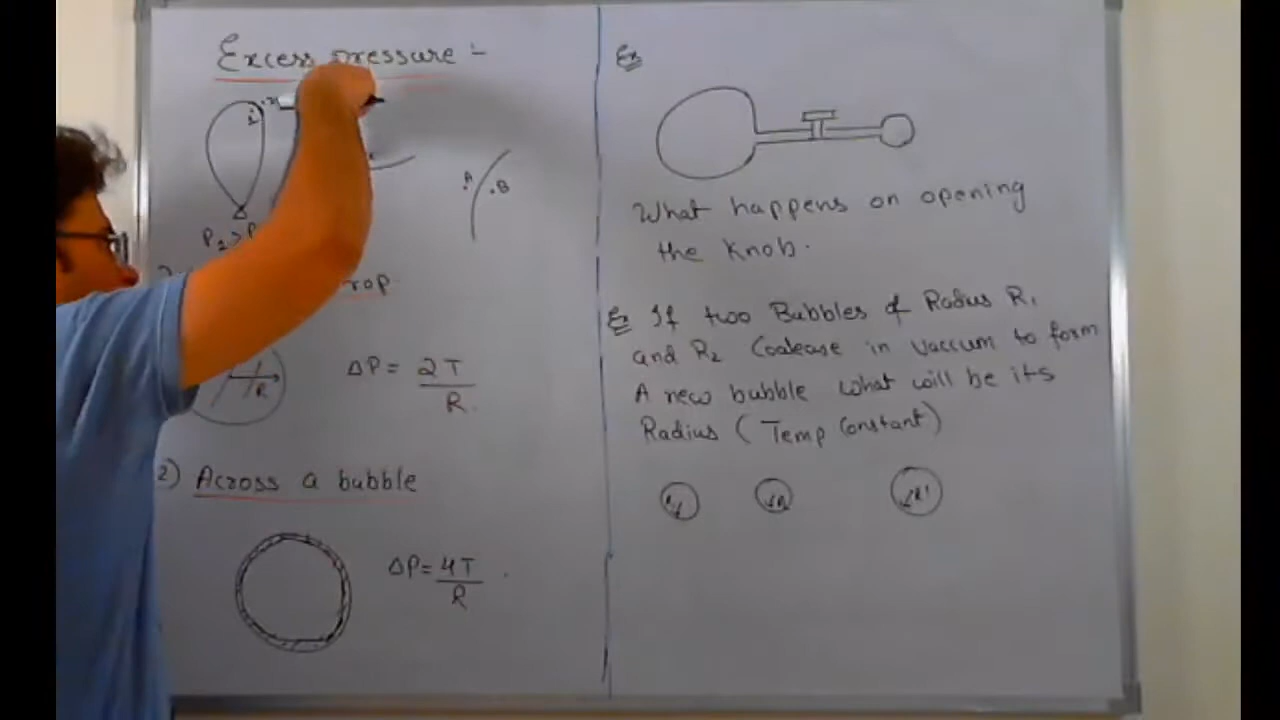 Excess pressure :-
2
A
B
P1 > P
rop
R
ΔP = 2T
R
2) Across a bubble
ΔP = 4T
R
Ex
What happens on opening
the Knob.
Ex If two Bubbles of Radius R1
and R2 Coalease in vaccum to form
A new bubble what will be its
Radius (Temp Constant)